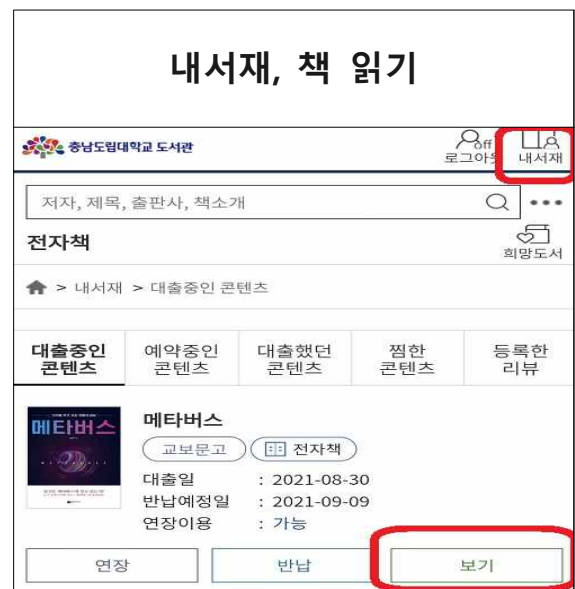 내서재, 책 읽기
충남도립대학교 도서관
off
로그아웃
내서재
저자, 제목, 출판사, 책소개
전자책
희망도서
> 내서재 > 대출중인 콘텐츠
대출중인
콘텐츠
예약중인
콘텐츠
대출했던
콘텐츠
찜한
콘텐츠
등록한
리뷰
메타버스
메타버스
교보문고
전자책
대출일 : 2021-08-30
반납예정일 : 2021-09-09
연장이용 : 가능
연장
반납
보기